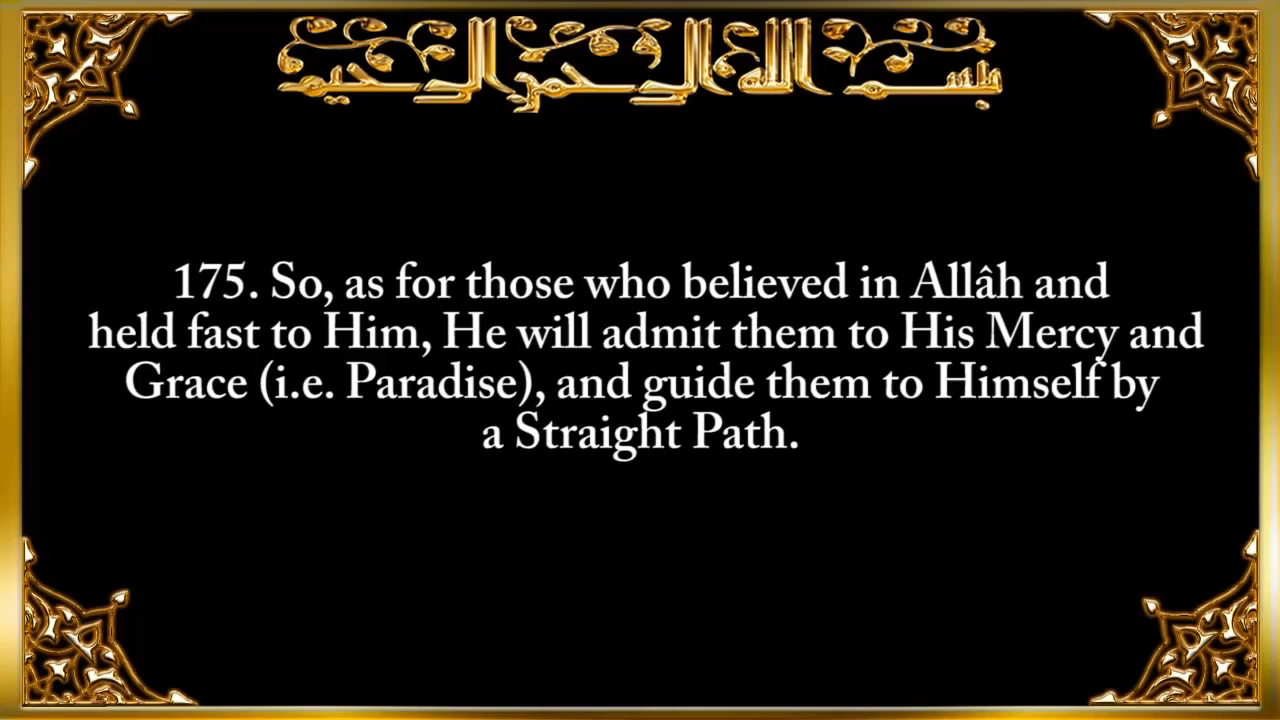 بسم الله الرحمن الرحيم
175. So, as for those who believed in Allâh and
held fast to Him, He will admit them to His Mercy and
Grace (i.e. Paradise), and guide them to Himself by
a Straight Path.